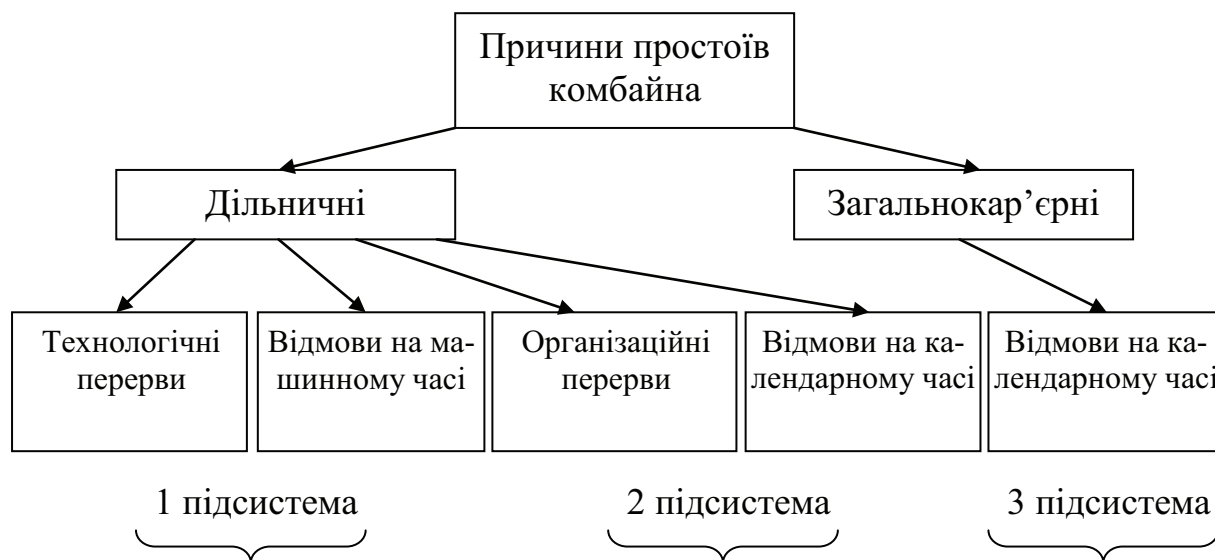 Причини простоїв
комбайна
Дільничні
Загальнокар’єрні
Технологічні
перерви
Відмови на ма-
шинному часі
Організаційні
перерви
Відмови на ка-
лендарному часі
Відмови на ка-
лендарному часі
1 підсистема
2 підсистема
3 підсистема